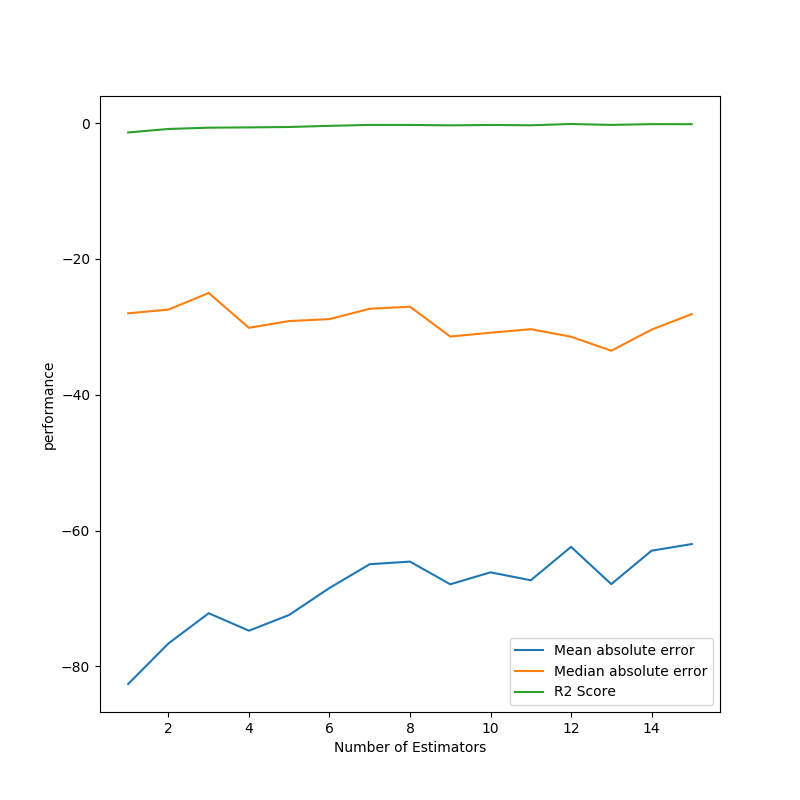 0
−20
−40
−60
−80
performance
2
4
6
8
10
12
14
Number of Estimators
Mean absolute error
Median absolute error
R2 Score